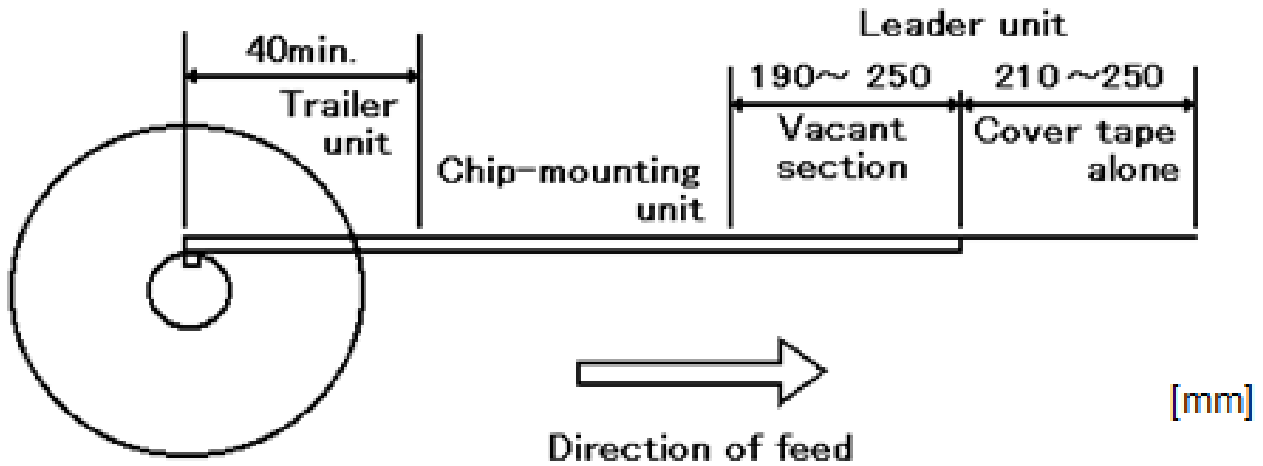 Leader unit
40min.
190～ 250
210 ～250
Trailer
unit
Vacant
section
Cover tape
alone
Chip-mounting
unit
[mm]
Direction of feed